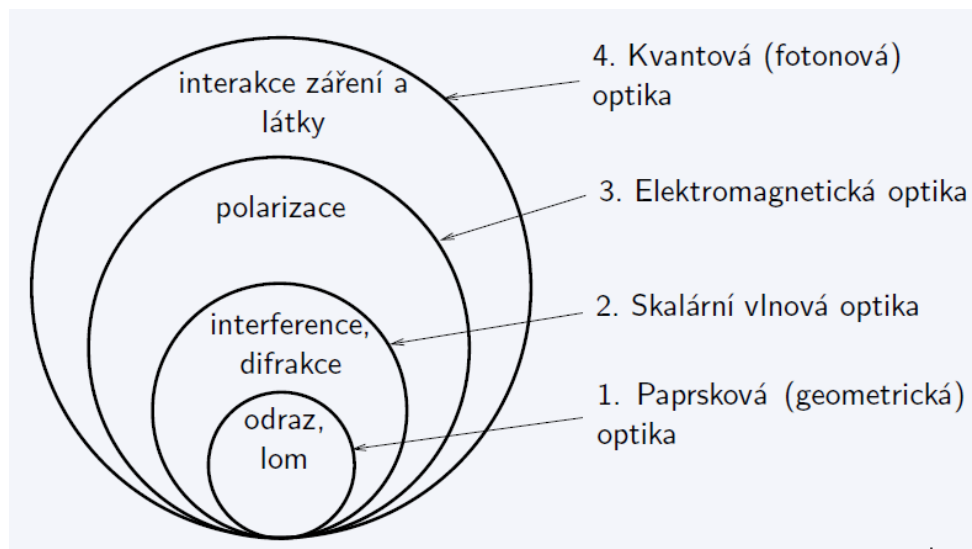 interakce záření a
látky
polarizace
interference,
difrakce
odraz,
lom
4. Kvantová (fotonová)
optika
3. Elektromagnetická optika
2. Skalární vlnová optika
1. Paprsková (geometrická)
optika